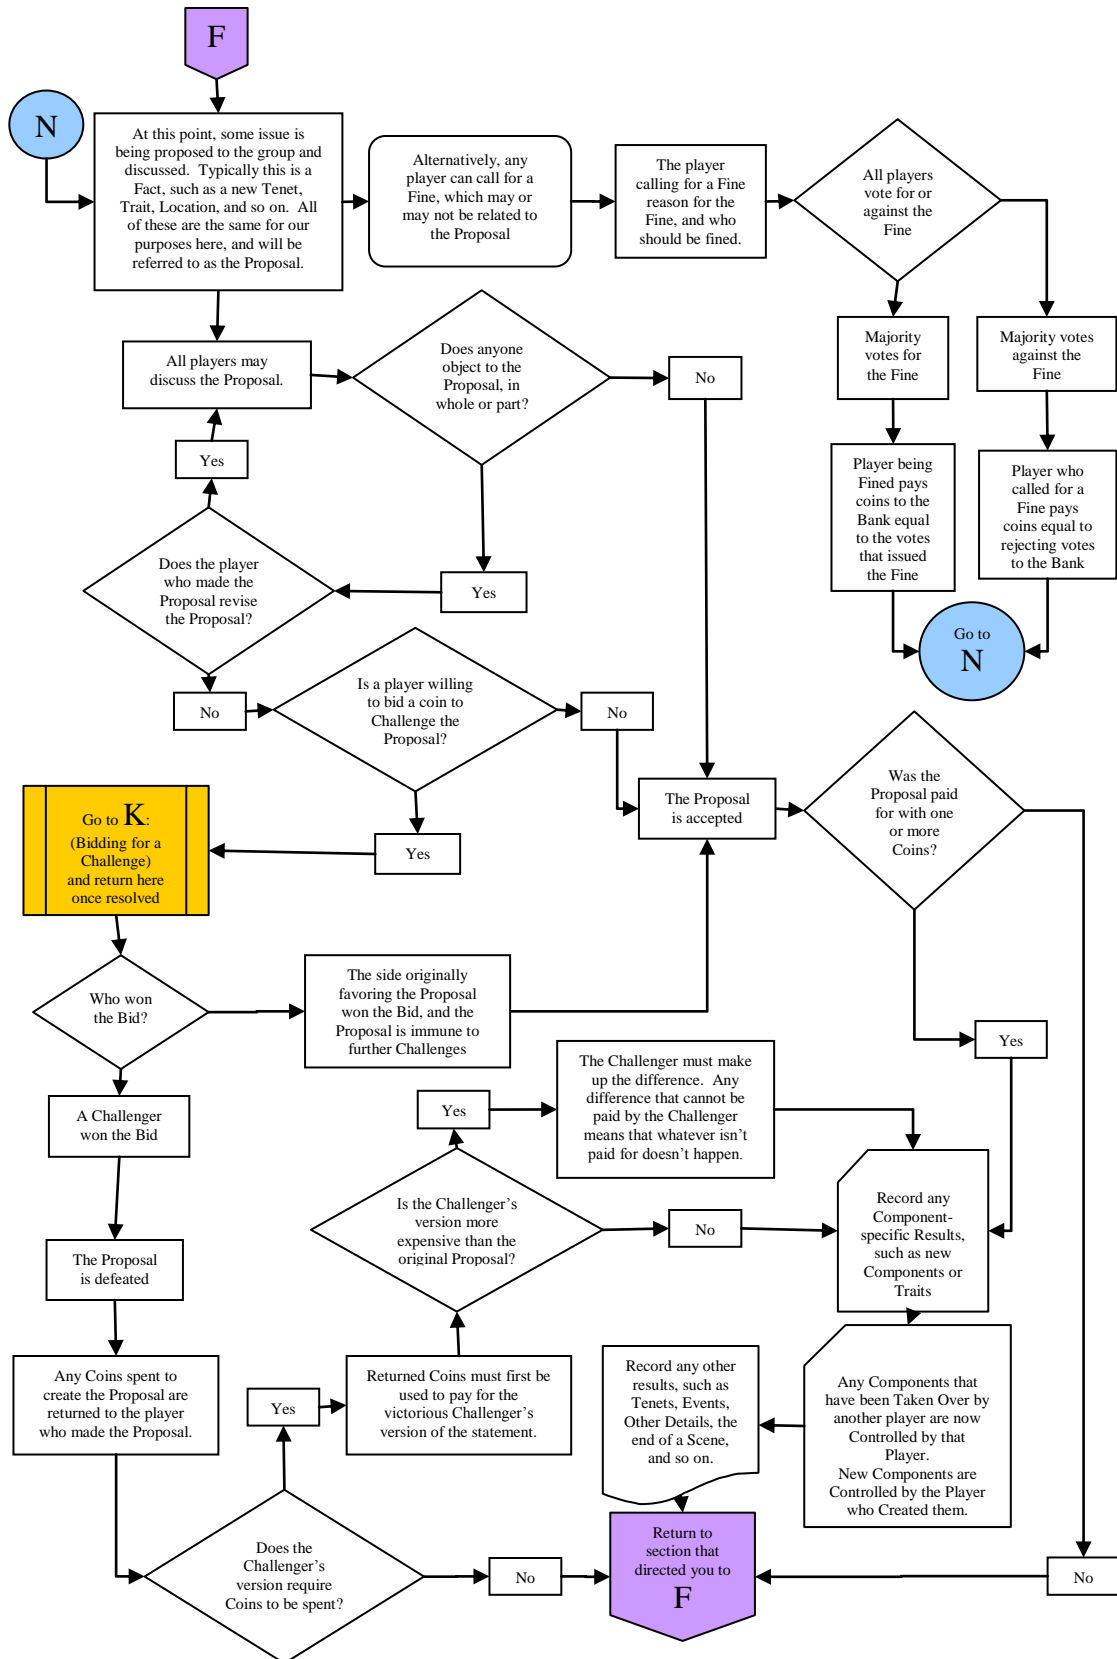 F
N
At this point, some issue is
being proposed to the group and
discussed. Typically this is a
Fact, such as a new Tenet,
Trait, Location, and so on. All
of these are the same for our
purposes here, and will be
referred to as the Proposal.
Alternatively, any
player can call for a
Fine, which may or
may not be related to
the Proposal
The player
calling for a Fine
reason for the
Fine, and who
should be fined.
All players
vote for or
against the
Fine
All players may
discuss the Proposal.
Does anyone
object to the
Proposal, in
whole or part?
No
Majority
votes for
the Fine
Majority votes
against the
Fine
Yes
Player being
Fined pays
coins to the
Bank equal
to the votes
that issued
the Fine
Player who
called for a
Fine pays
coins equal to
rejecting votes
to the Bank
Does the player
who made the
Proposal revise
the Proposal?
Yes
Go to
N
No
Is a player willing
to bid a coin to
Challenge the
Proposal?
No
The Proposal
is accepted
Was the
Proposal paid
for with one
or more
Coins?
Go to K:
(Bidding for a
Challenge)
and return here
once resolved
Yes
Who won
the Bid?
The side originally
favoring the Proposal
won the Bid, and the
Proposal is immune to
further Challenges
Yes
A Challenger
won the Bid
Yes
The Challenger must make
up the difference. Any
difference that cannot be
paid by the Challenger
means that whatever isn't
paid for doesn't happen.
Is the Challenger's
version more
expensive than the
original Proposal?
No
Record any
Component-
specific Results,
such as new
Components or
Traits
The Proposal
is defeated
Any Coins spent to
create the Proposal are
returned to the player
who made the Proposal.
Yes
Returned Coins must first be
used to pay for the
victorious Challenger's
version of the statement.
Record any other
results, such as
Tenets, Events,
Other Details, the
end of a Scene,
and so on.
Any Components that
have been Taken Over by
another player are now
Controlled by that
Player.
New Components are
Controlled by the Player
who Created them.
Does the
Challenger's
version require
Coins to be spent?
No
Return to
section that
directed you to
F
No